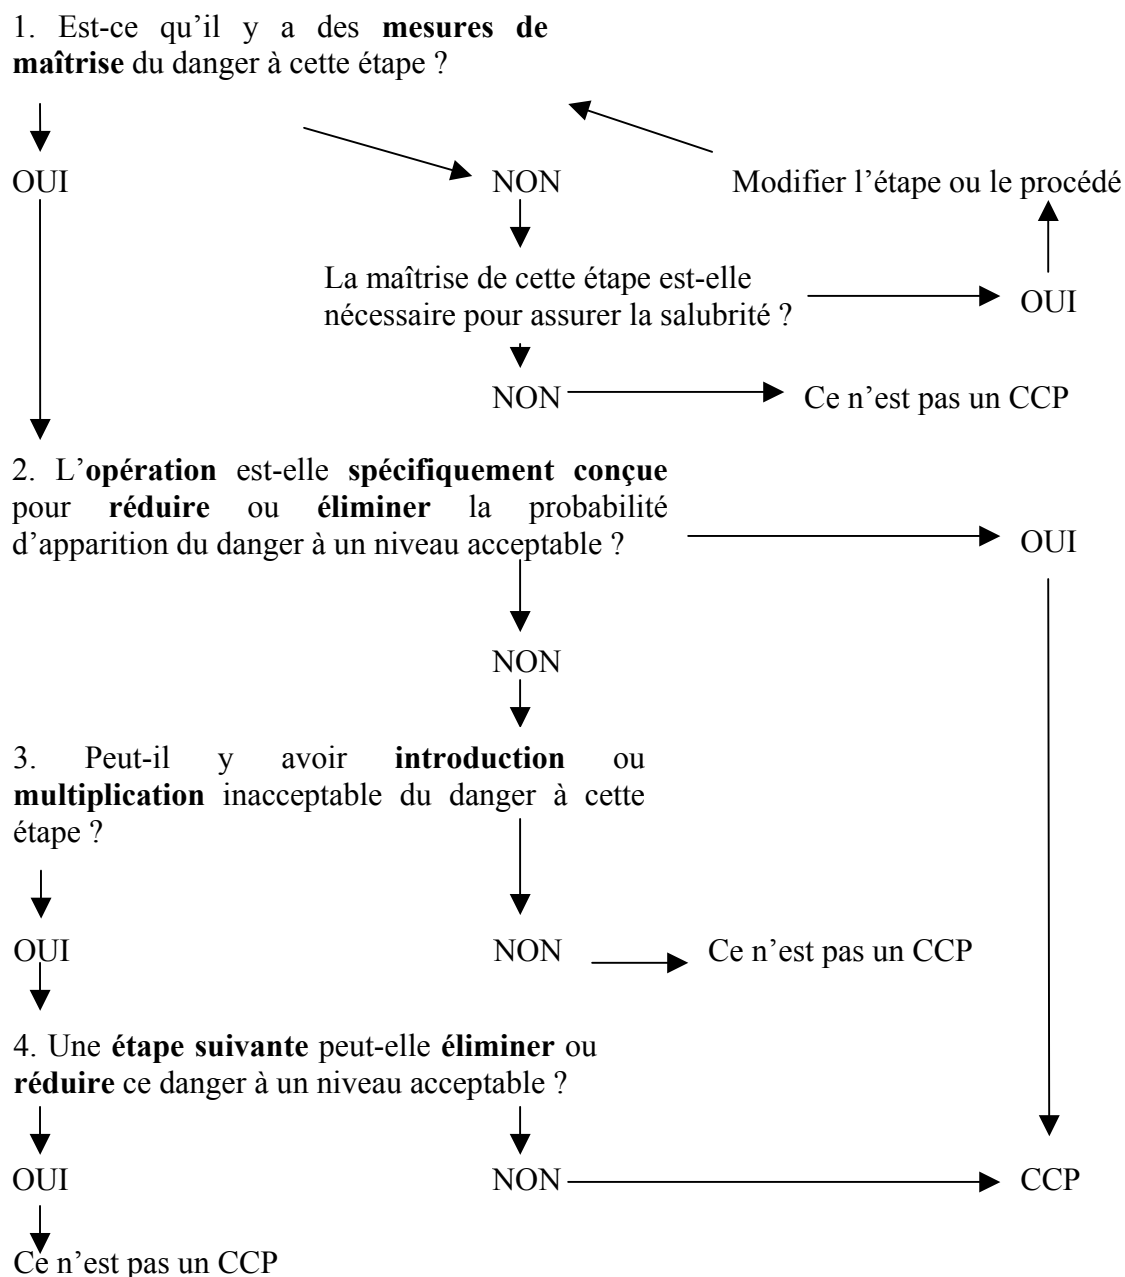 1. Est-ce qu’il y a des mesures de
maîtrise du danger à cette étape ?
OUI
NON
Modifier l’étape ou le procédé
La maîtrise de cette étape est-elle
nécessaire pour assurer la salubrité ?
OUI
NON
Ce n’est pas un CCP
2. L’opération est-elle spécifiquement conçue
pour réduire ou éliminer la probabilité
d’apparition du danger à un niveau acceptable ?
OUI
NON
3. Peut-il y avoir introduction ou
multiplication inacceptable du danger à cette
étape ?
OUI
NON
Ce n’est pas un CCP
4. Une étape suivante peut-elle éliminer ou
réduire ce danger à un niveau acceptable ?
OUI
NON
CCP
Ce n’est pas un CCP